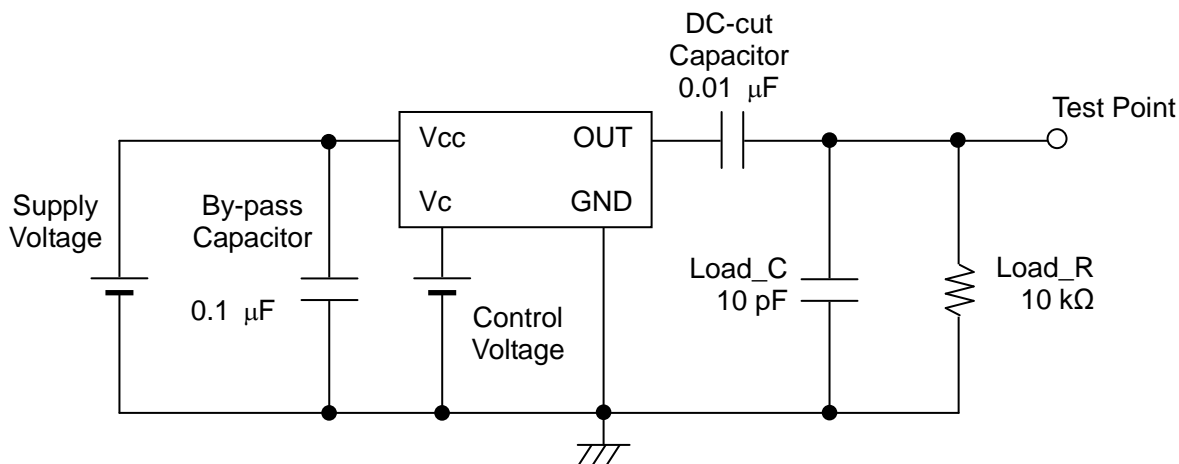 DC-cut
Capacitor
0.01 μF
Test Point
Vcc
OUT
Vc
GND
Supply
Voltage
By-pass
Capacitor
0.1 μF
Control
Voltage
Load_C
10 pF
Load_R
10 kΩ